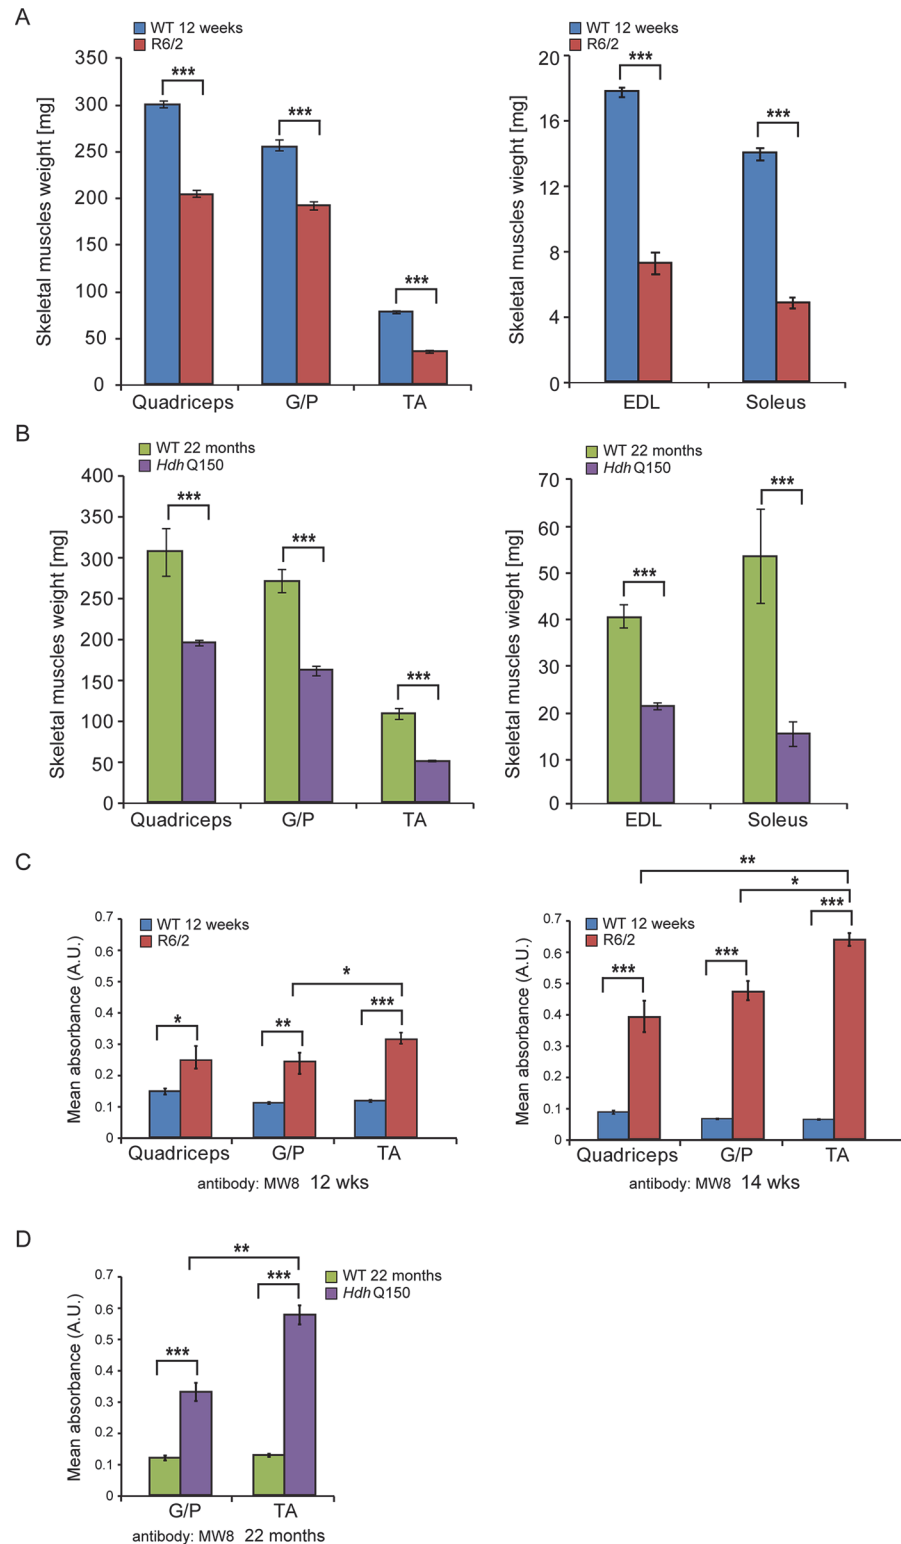 A
WT 12 weeks
R6/2
Skeletal muscles weight [mg]
350
300
250
200
150
100
50
0
***
***
***
Quadriceps
G/P
TA
WT 12 weeks
R6/2
Skeletal muscles wieght [mg]
20
16
12
8
4
0
***
***
EDL
Soleus
B
WT 22 months
Hdh Q150
Skeletal muscles weight [mg]
400
350
300
250
200
150
100
50
0
***
***
***
Quadriceps
G/P
TA
WT 22 months
Hdh Q150
Skeletal muscles wieght [mg]
70
60
50
40
30
20
10
0
***
***
EDL
Soleus
C
WT 12 weeks
R6/2
Mean absorbance (A.U.)
0.7
0.6
0.5
0.4
0.3
0.2
0.1
0
*
**
*
***
Quadriceps
G/P
TA
antibody: MW8 12 wks
WT 12 weeks
R6/2
Mean absorbance (A.U.)
0.7
0.6
0.5
0.4
0.3
0.2
0.1
0
**
*
***
***
***
Quadriceps
G/P
TA
antibody: MW8 14 wks
D
WT 22 months
Hdh Q150
Mean absorbance (A.U.)
0.7
0.6
0.5
0.4
0.3
0.2
0.1
0
**
***
***
G/P
TA
antibody: MW8 22 months